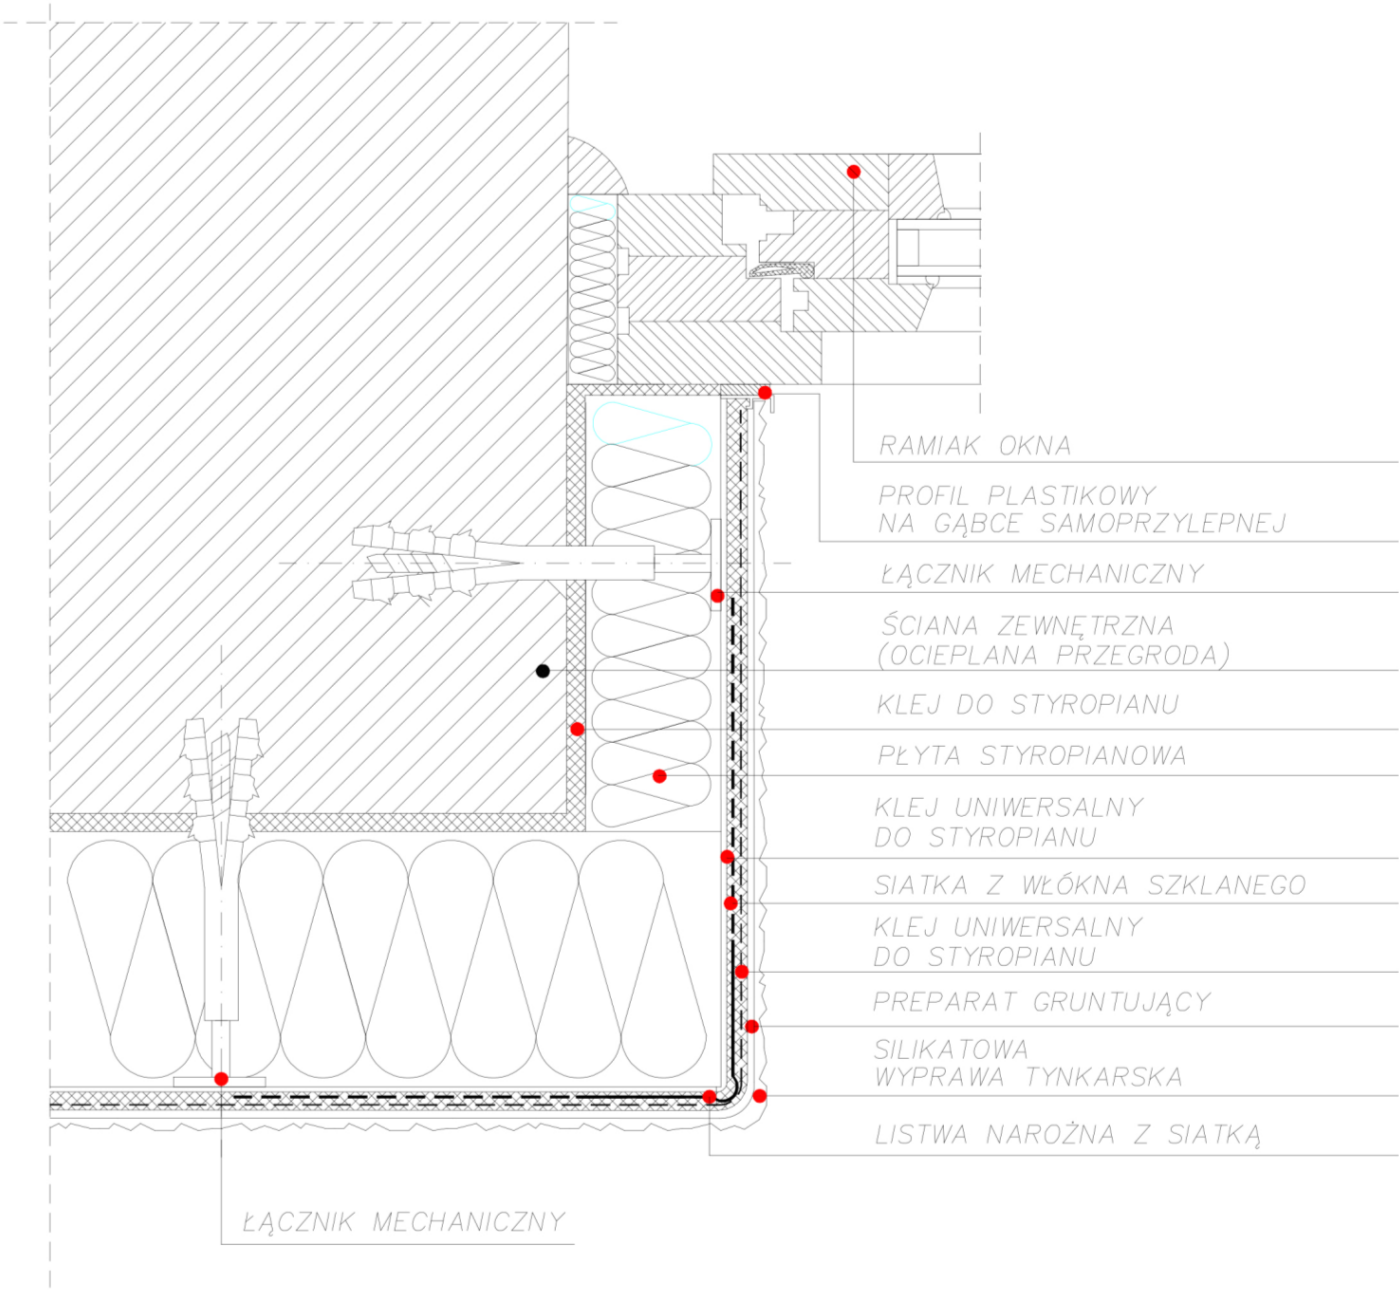 RAMIAK OKNA
PROFIL PLASTIKOWY
NA GĄBCE SAMOPRZYLEPNEJ
ŁĄCZNIK MECHANICZNY
ŚCIANA ZEWNĘTRZNA
(OCIEPLANA PRZEGRODA)
KLEJ DO STYROPIANU
PŁYTA STYROPIANOWA
KLEJ UNIWERSALNY
DO STYROPIANU
SIATKA Z WŁÓKNA SZKLANEGO
KLEJ UNIWERSALNY
DO STYROPIANU
PREPARAT GRUNTUJĄCY
SILIKATOWA
WYPRAWA TYNKARSKA
LISTWA NAROŻNA Z SIATKĄ
ŁĄCZNIK MECHANICZNY